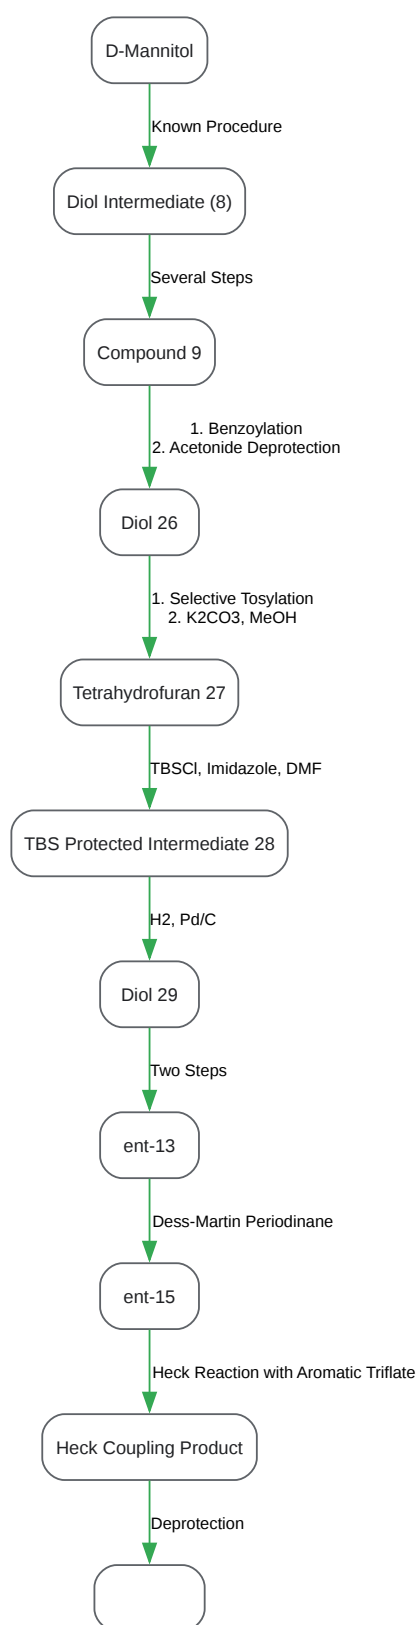 D-Mannitol
Known Procedure
Diol Intermediate (8)
Several Steps
Compound 9
1. Benzoylation
2. Acetonide Deprotection
Diol 26
1. Selective Tosylation
2. K2CO3, MeOH
Tetrahydrofuran 27
TBSCl, Imidazole, DMF
TBS Protected Intermediate 28
H2, Pd/C
Diol 29
Two Steps
ent-13
Dess-Martin Periodinane
ent-15
Heck Reaction with Aromatic Triflate
Heck Coupling Product
Deprotection